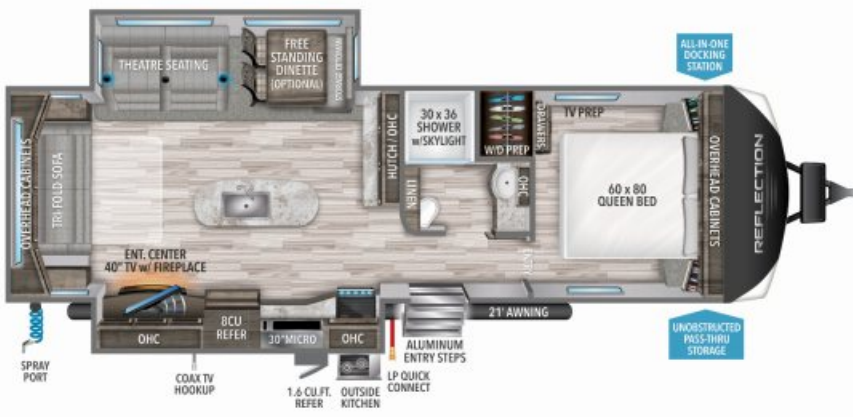 ALL-IN-ONE
DOCKING
STATION
THEATRE SEATING
FREE
STANDING
DINETTE
(OPTIONAL)
STORAGE OPTIONAL
OVERHEAD CABINETS
TRI-FOLD SOFA
HUTCH / OHC
30 x 36
SHOWER
w/SKYLIGHT
W/D PREP
DRAWERS
TV PREP
LINEN
OHC
60 x 80
QUEEN BED
OVERHEAD CABINETS
REFLECTION
ENT. CENTER
40" TV w/ FIREPLACE
ENTRY
OHC
8CU
REFER
30"MICRO
OHC
21' AWNING
ALUMINUM
ENTRY STEPS
UNOBSTRUCTED
PASS-THRU
STORAGE
SPRAY
PORT
COAX TV
HOOKUP
1.6 CU.FT.
REFER
OUTSIDE
KITCHEN
LP QUICK
CONNECT